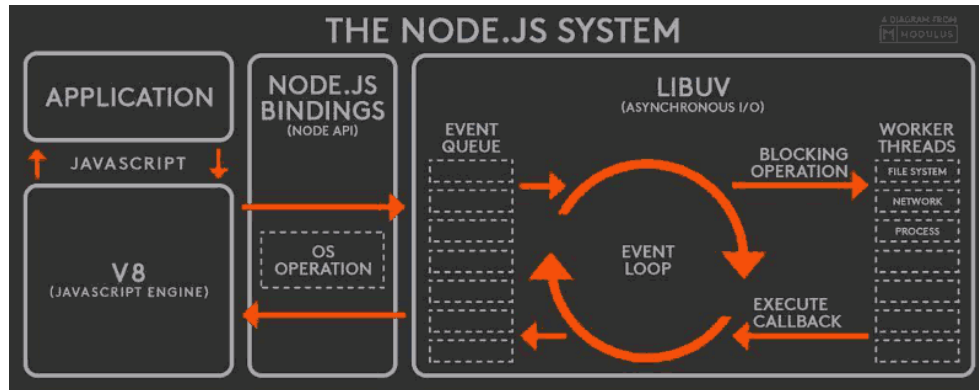 THE NODE.JS SYSTEM
A DIAGRAM FROM
M MODULUS
APPLICATION
JAVASCRIPT
V8
(JAVASCRIPT ENGINE)
NODE.JS
BINDINGS
(NODE API)
OS
OPERATION
LIBUV
(ASYNCHRONOUS I/O)
EVENT
QUEUE
EVENT
LOOP
BLOCKING
OPERATION
EXECUTE
CALLBACK
WORKER
THREADS
FILE SYSTEM
NETWORK
PROCESS